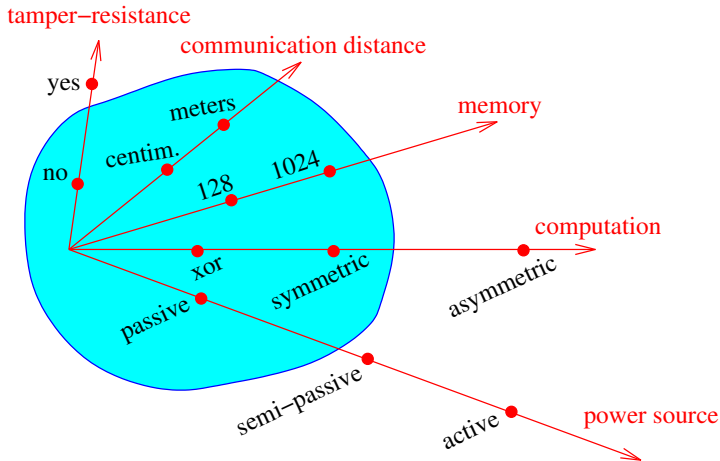 tamper−resistance
communication distance
yes
meters
memory
centim.
1024
no
128
computation
xor
symmetric
asymmetric
passive
semi−passive
active
power source